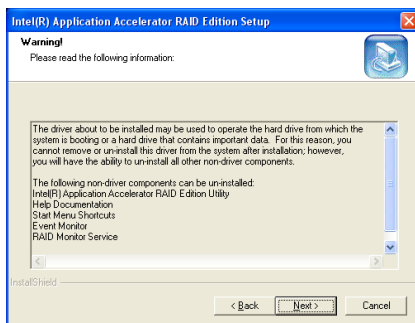 Intel(R) Application Accelerator RAID Edition Setup
Warning!
Please read the following information:
The driver about to be installed may be used to operate the hard drive from which the
system is booting or a hard drive that contains important data. For this reason, you
cannot remove or un-install this driver from the system after installation; however,
you will have the ability to un-install all other non-driver components.
The following non-driver components can be un-installed:
Intel(R) Application Accelerator RAID Edition Utility
Help Documentation
Start Menu Shortcuts
Event Monitor
RAID Monitor Service
InstallShield
< Back
Next >
Cancel